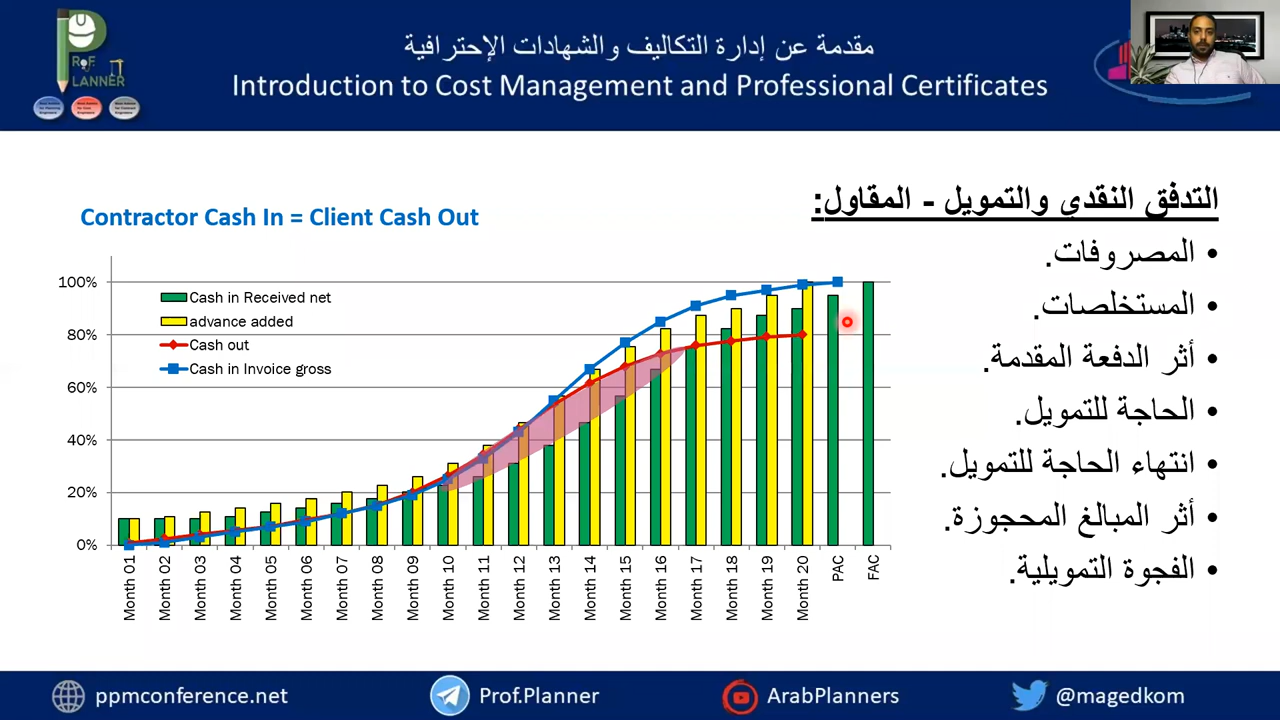 مقدمة عن إدارة التكاليف والشهادات الإحترافية
Introduction to Cost Management and Professional Certificates
PR F.
PLANNER
Contractor Cash In = Client Cash Out
التدفق النقدي والتمويل - المقاول:
• المصروفات.
• المستخلصات.
• أثر الدفعة المقدمة.
• الحاجة للتمويل.
• انتهاء الحاجة للتمويل.
• أثر المبالغ المحجوزة.
• الفجوة التمويلية.
Cash in Received net
advance added
Cash out
Cash in Invoice gross
100%
80%
60%
40%
20%
0%
Month 01
Month 02
Month 03
Month 04
Month 05
Month 06
Month 07
Month 08
Month 09
Month 10
Month 11
Month 12
Month 13
Month 14
Month 15
Month 16
Month 17
Month 18
Month 19
Month 20
PAC
FAC
ppmconference.net
Prof.Planner
ArabPlanners
@magedkom